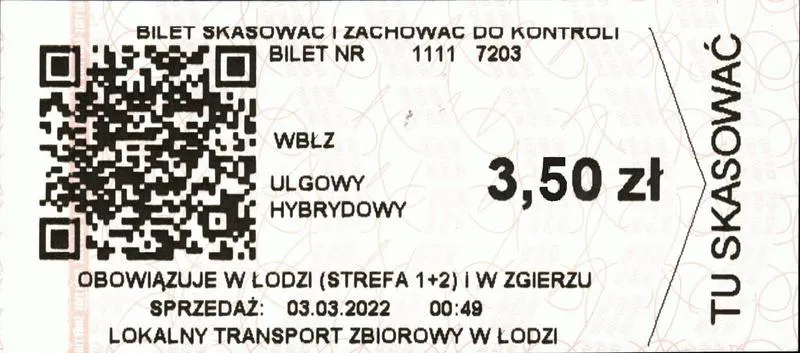 BILET SKASOWAĆ I ZACHOWAĆ DO KONTROLI
BILET NR 1111 7203
WBŁZ
ULGOWY
HYBRYDOWY
3,50 zł
OBOWIĄZUJE W ŁODZI (STREFA 1+2) i W ZGIERZU
SPRZEDAŻ: 03.03.2022 00:49
LOKALNY TRANSPORT ZBIOROWY W ŁODZI
TU SKASOWAĆ